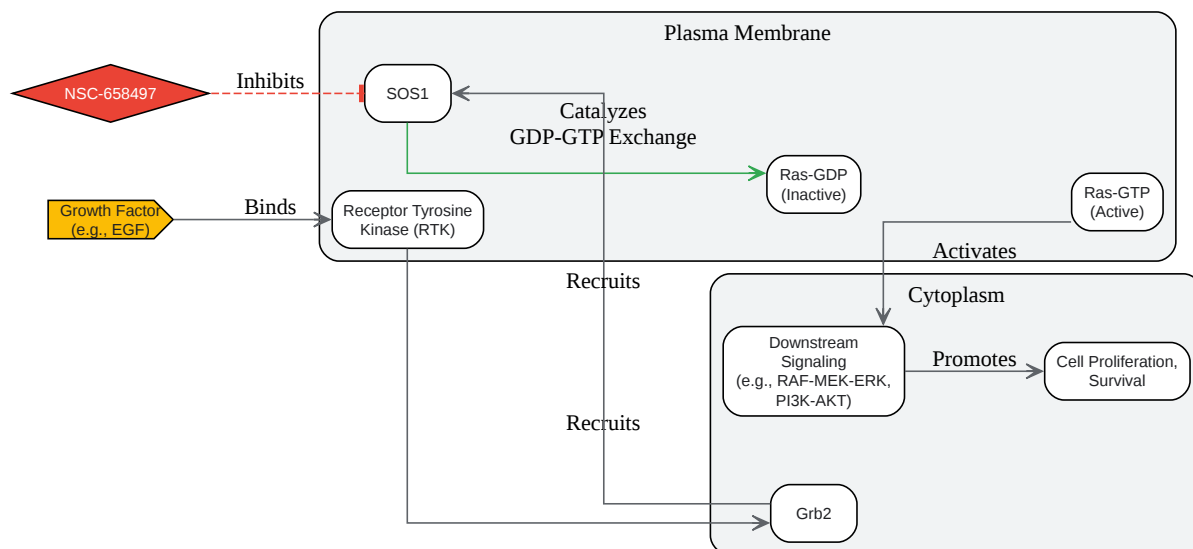 Plasma Membrane
NSC-658497
Inhibits
SOS1
Catalyzes
GDP-GTP Exchange
Ras-GDP
(Inactive)
Ras-GTP
(Active)
Growth Factor
(e.g., EGF)
Binds
Receptor Tyrosine
Kinase (RTK)
Activates
Recruits
Cytoplasm
Downstream
Signaling
(e.g., RAF-MEK-ERK,
PI3K-AKT)
Promotes
Cell Proliferation,
Survival
Recruits
Grb2